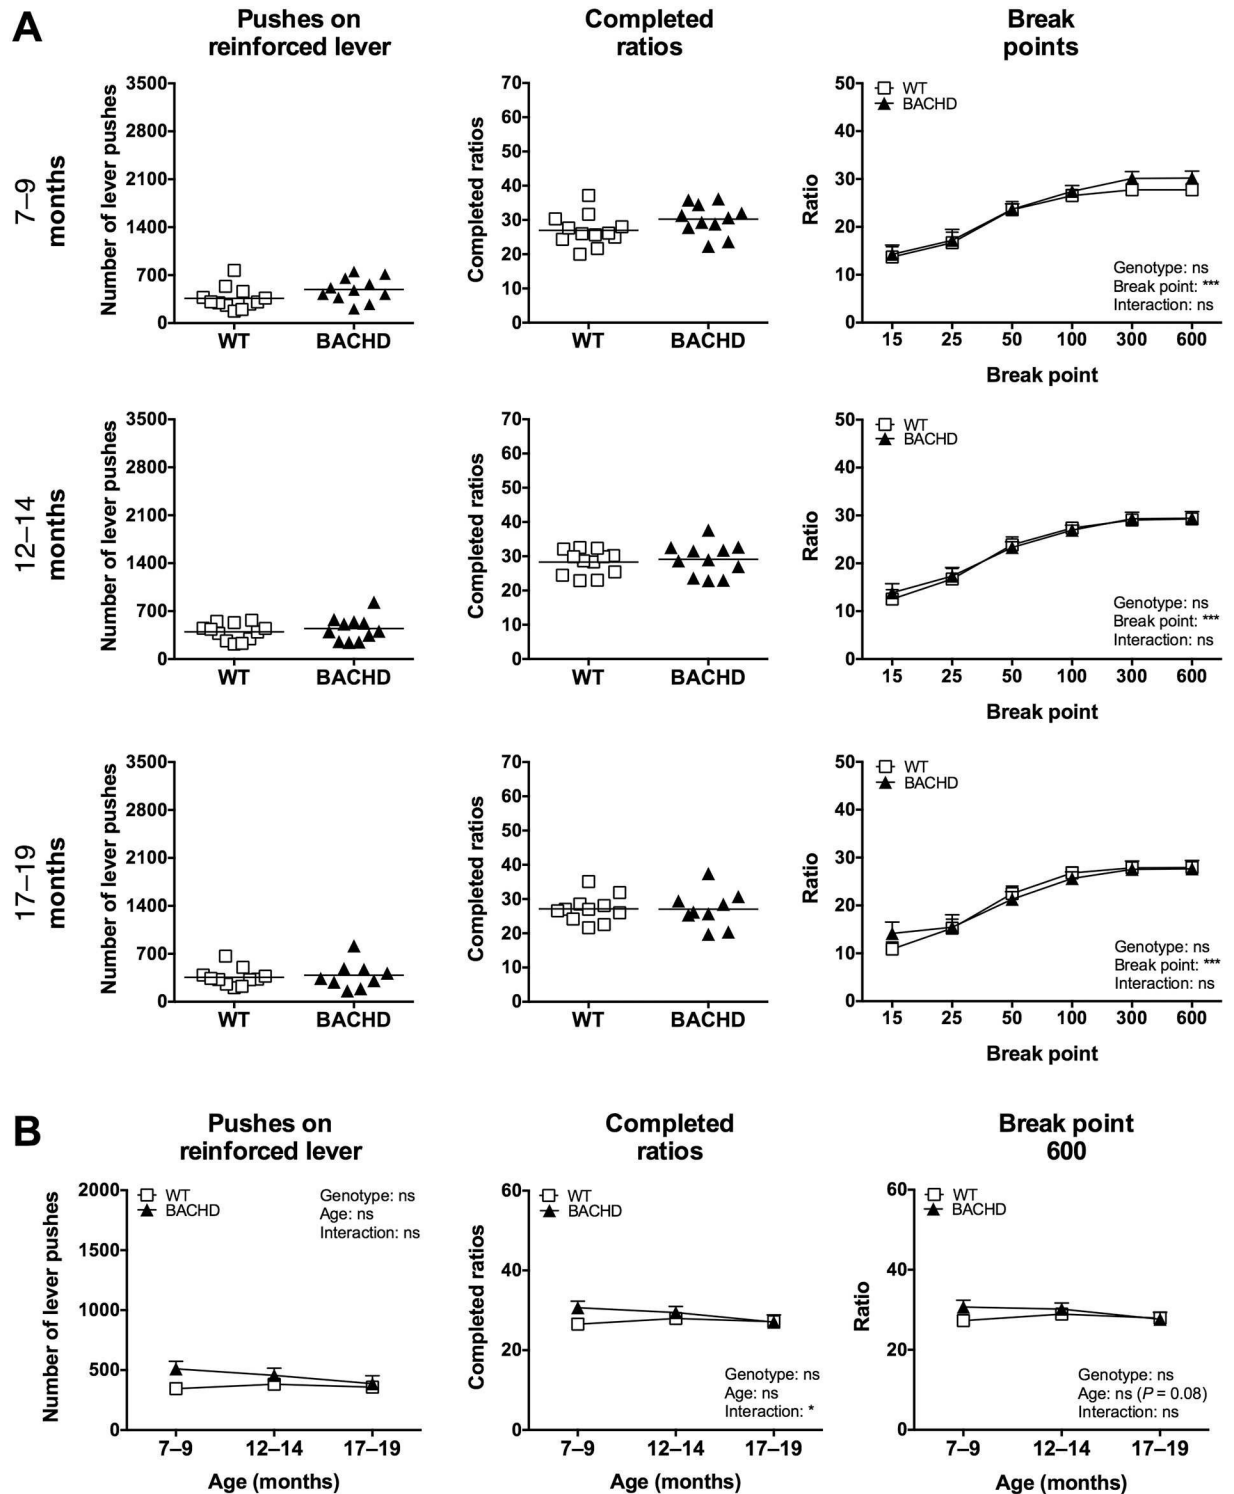 A
Pushes on
reinforced lever
Completed
ratios
Break
points
7–9
months
Number of lever pushes
3500
2800
2100
1400
700
0
WT
BACHD
Completed ratios
70
60
50
40
30
20
10
0
WT
BACHD
Ratio
50
40
30
20
10
0
WT
BACHD
Genotype: ns
Break point: ***
Interaction: ns
15 25 50 100 300 600
Break point
12–14
months
Number of lever pushes
3500
2800
2100
1400
700
0
WT
BACHD
Completed ratios
70
60
50
40
30
20
10
0
WT
BACHD
Ratio
50
40
30
20
10
0
WT
BACHD
Genotype: ns
Break point: ***
Interaction: ns
15 25 50 100 300 600
Break point
17–19
months
Number of lever pushes
3500
2800
2100
1400
700
0
WT
BACHD
Completed ratios
70
60
50
40
30
20
10
0
WT
BACHD
Ratio
50
40
30
20
10
0
WT
BACHD
Genotype: ns
Break point: ***
Interaction: ns
15 25 50 100 300 600
Break point
B
Pushes on
reinforced lever
Completed
ratios
Break point
600
Number of lever pushes
2000
1500
1000
500
0
WT
BACHD
Genotype: ns
Age: ns
Interaction: ns
7–9 12–14 17–19
Age (months)
Completed ratios
60
40
20
0
WT
BACHD
Genotype: ns
Age: ns
Interaction: *
7–9 12–14 17–19
Age (months)
Ratio
60
40
20
0
WT
BACHD
Genotype: ns
Age: ns (P = 0.08)
Interaction: ns
7–9 12–14 17–19
Age (months)